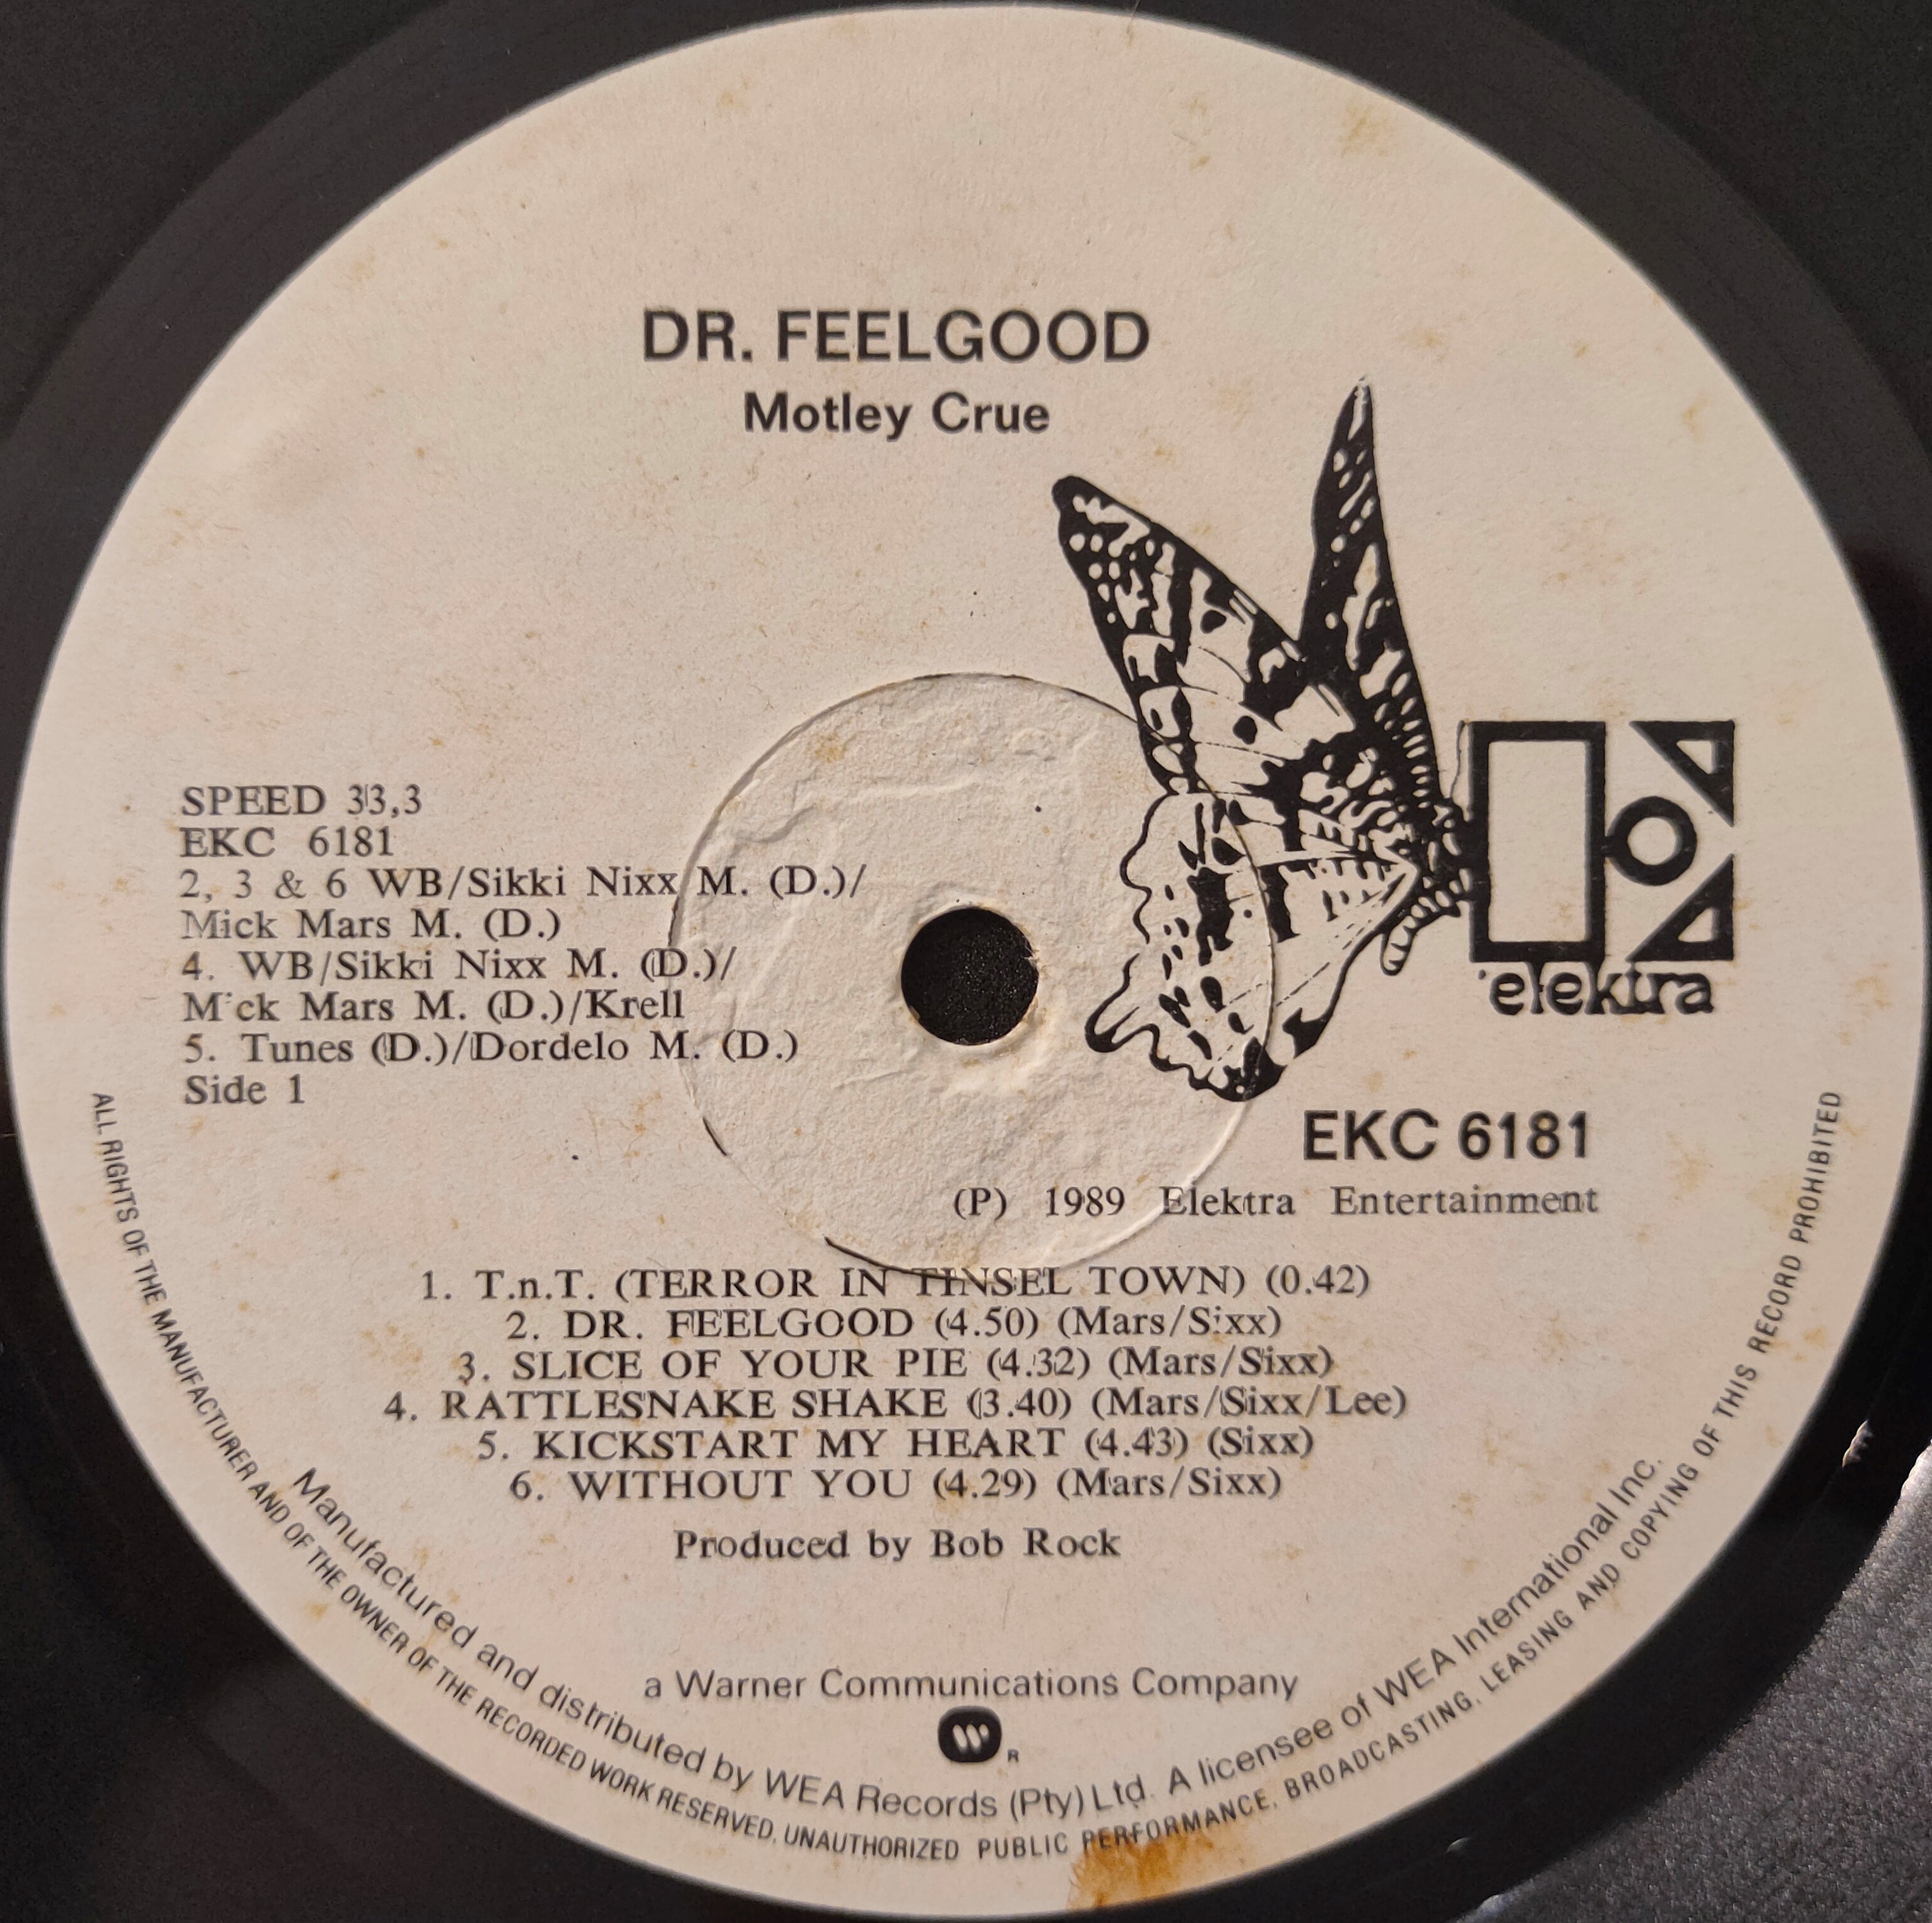 DR. FEELGOOD
Motley Crue
SPEED 33,3
EKC 6181
2, 3 & 6 WB/Sikki Nixx M. (D.)/
Mick Mars M. (D.)
4. WB/Sikki Nixx M. (D.)/
Mick Mars M. (D.)/Krell
5. Tunes (D.)/Dordelo M. (D.)
Side 1
elektra
EKC 6181
(P) 1989 Elektra Entertainment
1. T.n.T. (TERROR IN TINSEL TOWN) (0.42)
2. DR. FEELGOOD (4.50) (Mars/Sixx)
3. SLICE OF YOUR PIE (4.32) (Mars/Sixx)
4. RATTLESNAKE SHAKE (3.40) (Mars/Sixx/Lee)
5. KICKSTART MY HEART (4.43) (Sixx)
6. WITHOUT YOU (4.29) (Mars/Sixx)
Produced by Bob Rock
a Warner Communications Company
R
Manufactured and distributed by WEA Records (Pty) Ltd. A licensee of WEA International Inc.
ALL RIGHTS OF THE MANUFACTURER AND OF THE OWNER OF THE RECORDED WORK RESERVED, UNAUTHORIZED PUBLIC PERFORMANCE, BROADCASTING, LEASING AND COPYING OF THIS RECORD PROHIBITED